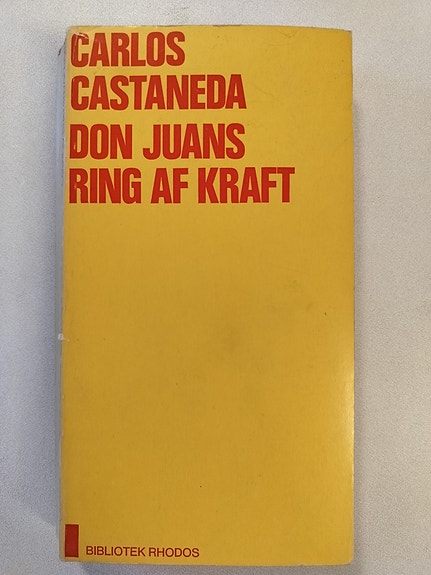 CARLOS
CASTANEDA
DON JUANS
RING AF KRAFT
BIBLIOTEK RHODOS